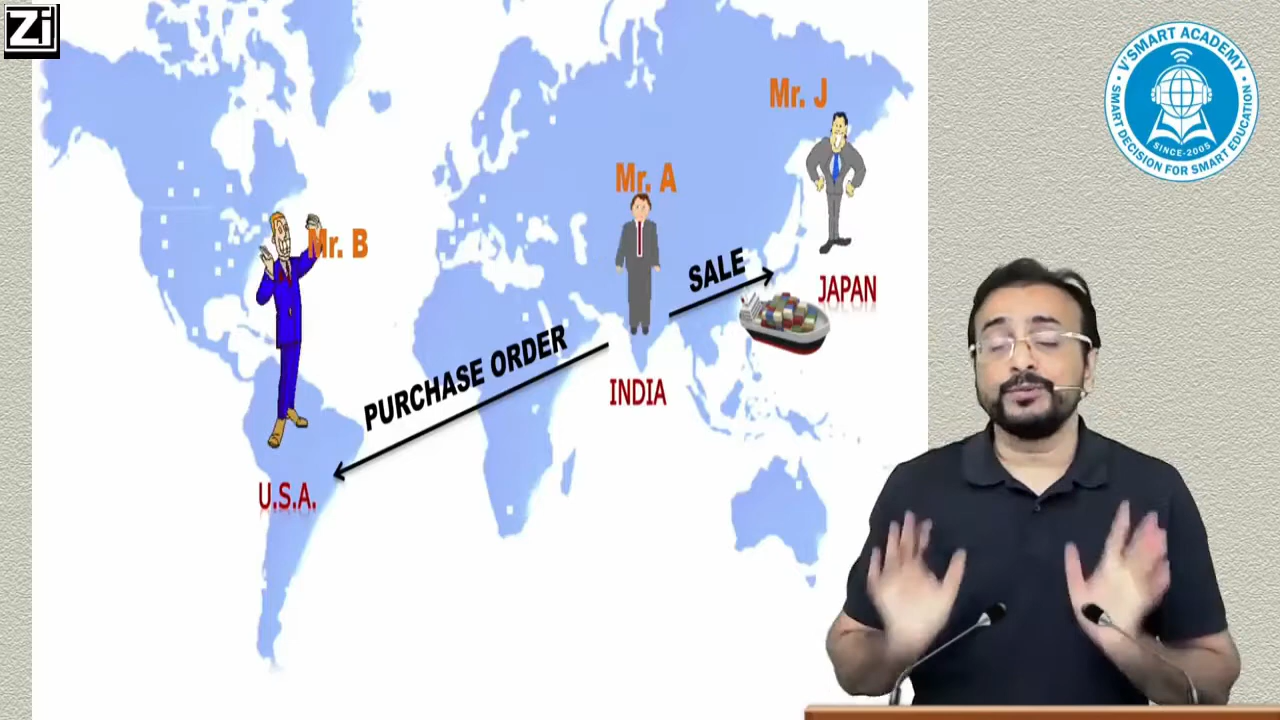 Zi
Mr. J
Mr. A
Mr. B
SALE
JAPAN
PURCHASE ORDER
INDIA
U.S.A.
V'SMART ACADEMY
SINCE-2005
SMART DECISION FOR SMART EDUCATION